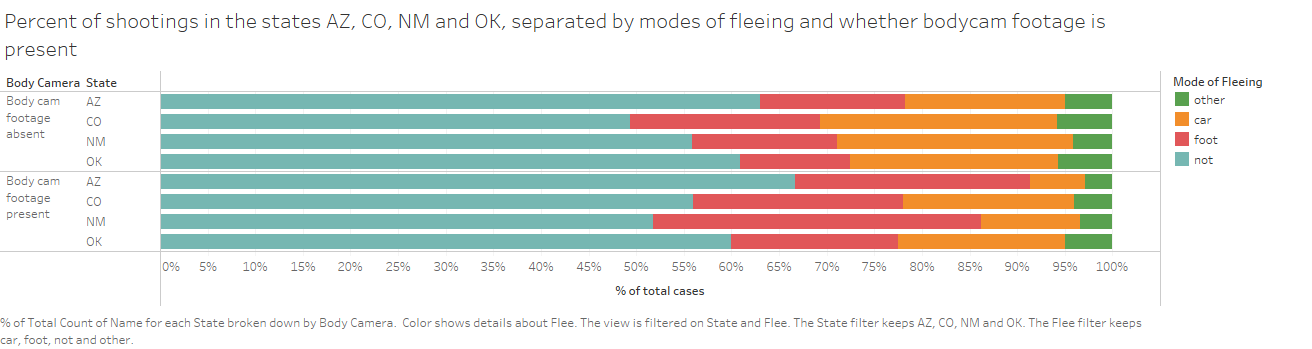 Percent of shootings in the states AZ, CO, NM and OK, separated by modes of fleeing and whether bodycam footage is
present
Body Camera State
Body cam
footage
absent
AZ
CO
NM
OK
Body cam
footage
present
AZ
CO
NM
OK
0% 5% 10% 15% 20% 25% 30% 35% 40% 45% 50% 55% 60% 65% 70% 75% 80% 85% 90% 95% 100%
% of total cases
Mode of Fleeing
other
car
foot
not
% of Total Count of Name for each State broken down by Body Camera. Color shows details about Flee. The view is filtered on State and Flee. The State filter keeps AZ, CO, NM and OK. The Flee filter keeps
car, foot, not and other.